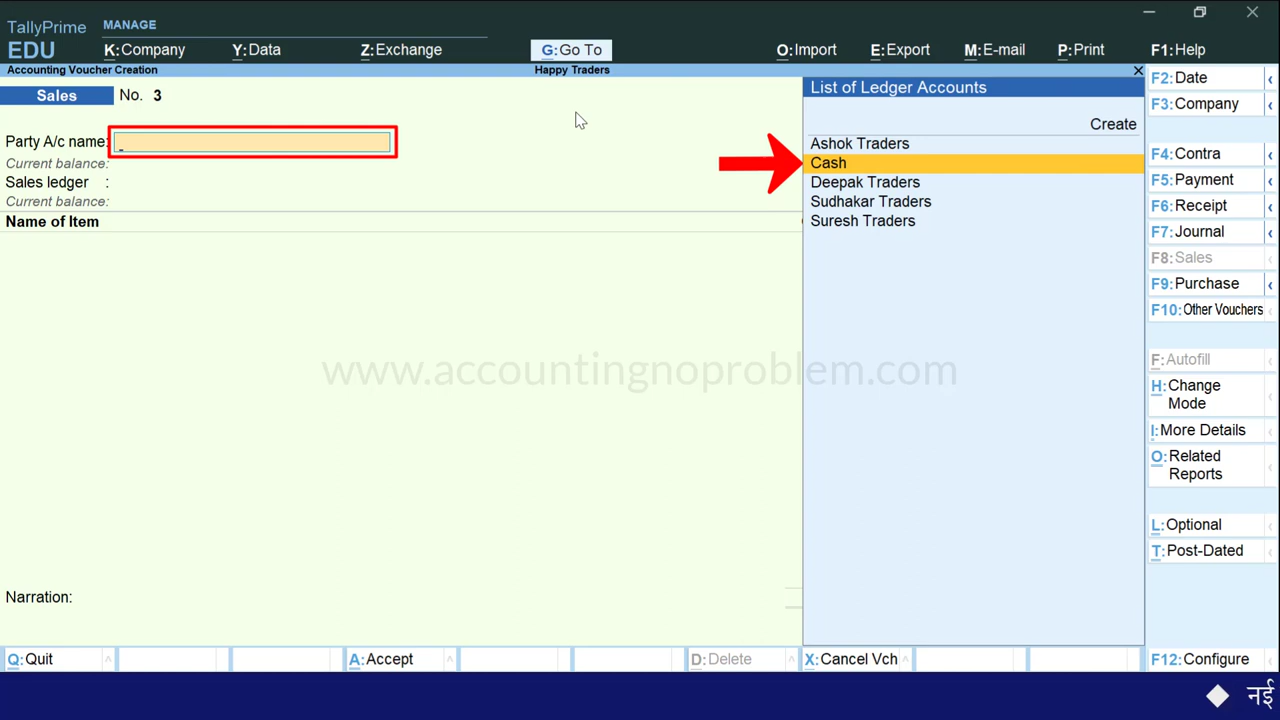 TallyPrime
EDU
MANAGE
K:Company
Y:Data
Z:Exchange
G:Go To
O:Import
E:Export
M:E-mail
P:Print
F1:Help
Accounting Voucher Creation
Happy Traders
Sales
No. 3
Party A/c name:
Current balance:
Sales ledger :
Current balance:
Name of Item
List of Ledger Accounts
Create
Ashok Traders
Cash
Deepak Traders
Sudhakar Traders
Suresh Traders
F2:Date
F3:Company
F4:Contra
F5:Payment
F6:Receipt
F7:Journal
F8:Sales
F9:Purchase
F10:Other Vouchers
F:Autofill
H:Change
Mode
I:More Details
O:Related
Reports
L:Optional
T:Post-Dated
www.accountingnoproblem.com
Narration:
Q:Quit
A:Accept
D:Delete
X:Cancel Vch
F12:Configure
नई